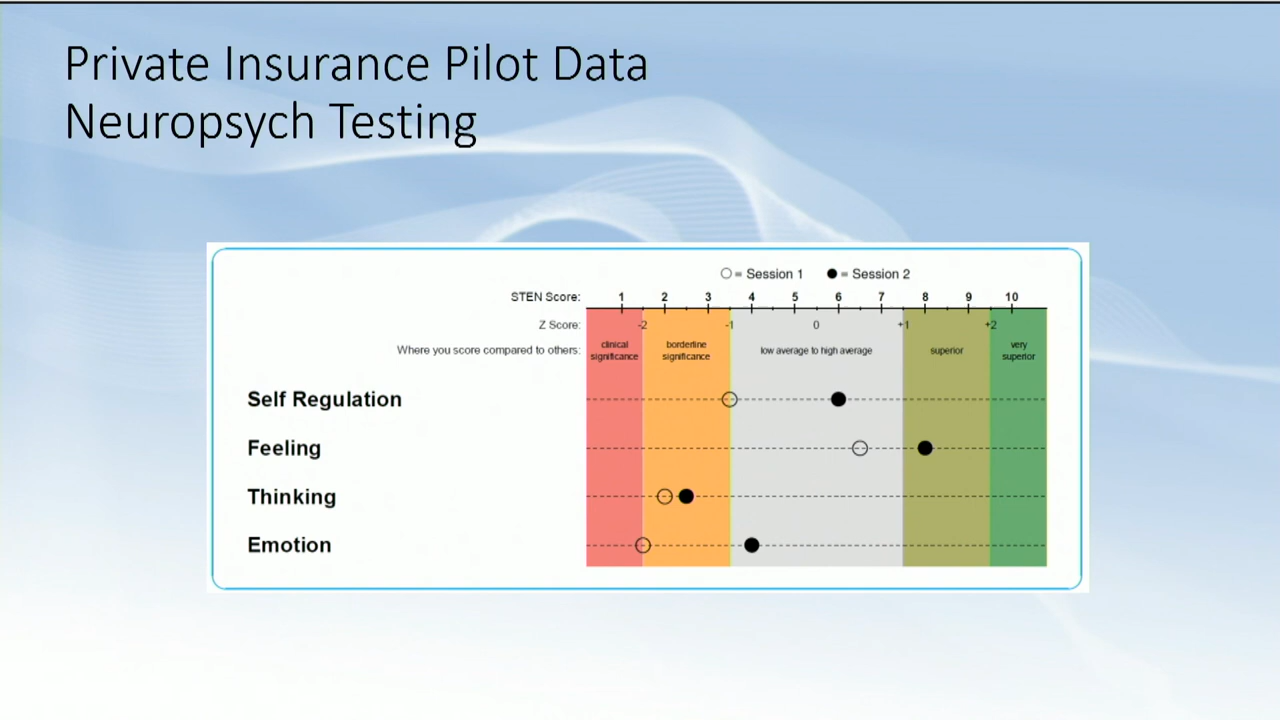 Private Insurance Pilot Data
Neuropsych Testing
= Session 1 = Session 2
STEN Score: 1 2 3 4 5 6 7 8 9 10
Z Score: -2 -1 0 +1 +2
Where you score compared to others: clinical significance borderline significance low average to high average superior very superior
Self Regulation
Feeling
Thinking
Emotion